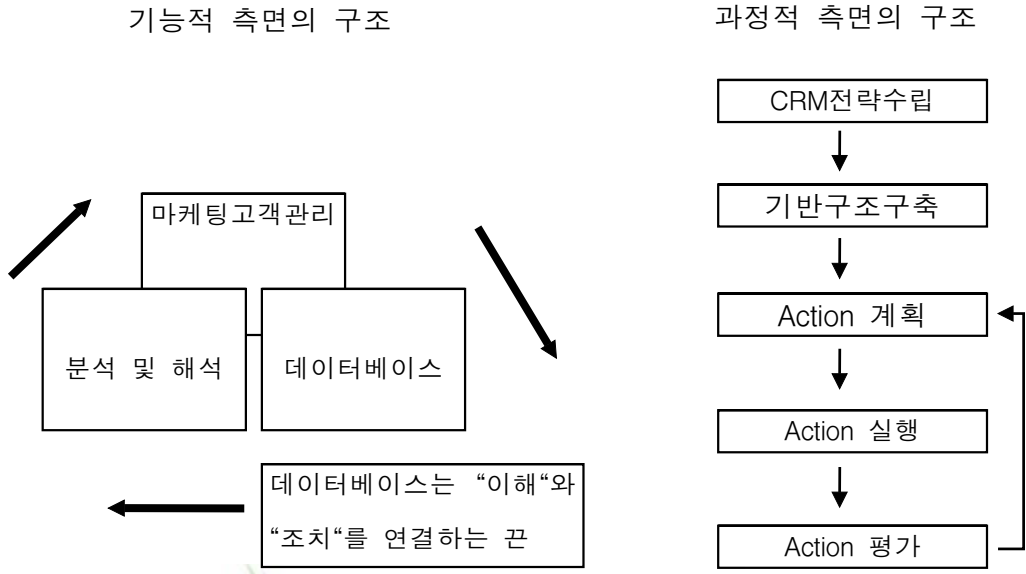 기능적 측면의 구조
마케팅고객관리
분석 및 해석
데이터베이스
데이터베이스는 “이해“와
“조치“를 연결하는 끈
과정적 측면의 구조
CRM전략수립
기반구조구축
Action 계획
Action 실행
Action 평가